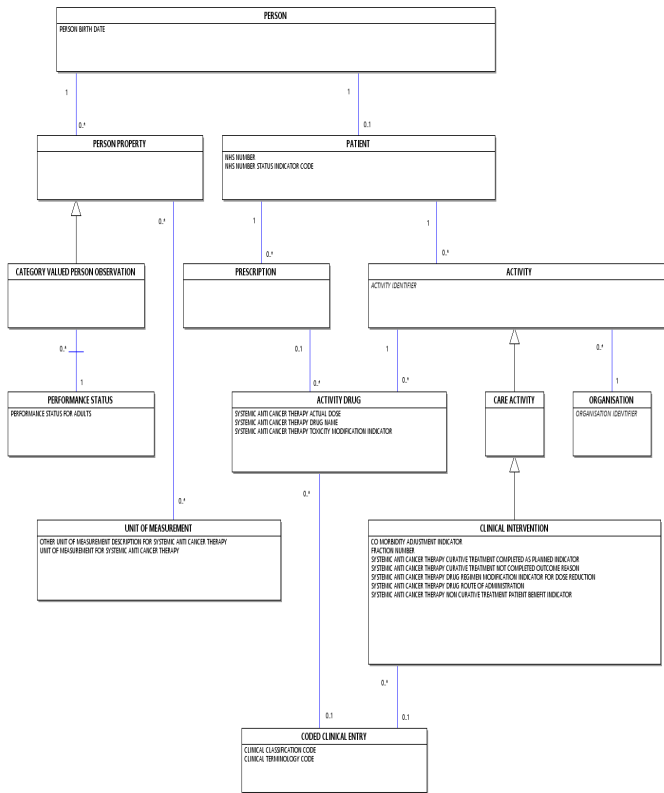 PERSON
PERSON BIRTH DATE
1
1
0..*
0..1
PERSON PROPERTY
PATIENT
NHS NUMBER
NHS NUMBER STATUS INDICATOR CODE
0..*
1
1
0..*
0..*
CATEGORY VALUED PERSON OBSERVATION
PRESCRIPTION
ACTIVITY
ACTIVITY IDENTIFIER
0..*
0..1
1
0..*
1
0..*
0..*
1
PERFORMANCE STATUS
PERFORMANCE STATUS FOR ADULTS
ACTIVITY DRUG
SYSTEMIC ANTI CANCER THERAPY ACTUAL DOSE
SYSTEMIC ANTI CANCER THERAPY DRUG NAME
SYSTEMIC ANTI CANCER THERAPY TOXICITY MODIFICATION INDICATOR
CARE ACTIVITY
ORGANISATION
ORGANISATION IDENTIFIER
0..*
0..*
0..*
UNIT OF MEASUREMENT
OTHER UNIT OF MEASUREMENT DESCRIPTION FOR SYSTEMIC ANTI CANCER THERAPY
UNIT OF MEASUREMENT FOR SYSTEMIC ANTI CANCER THERAPY
CLINICAL INTERVENTION
CO MORBIDITY ADJUSTMENT INDICATOR
FRACTION NUMBER
SYSTEMIC ANTI CANCER THERAPY CURATIVE TREATMENT COMPLETED AS PLANNED INDICATOR
SYSTEMIC ANTI CANCER THERAPY CURATIVE TREATMENT NOT COMPLETED OUTCOME REASON
SYSTEMIC ANTI CANCER THERAPY DRUG REGIMEN MODIFICATION INDICATOR FOR DOSE REDUCTION
SYSTEMIC ANTI CANCER THERAPY DRUG ROUTE OF ADMINISTRATION
SYSTEMIC ANTI CANCER THERAPY NON CURATIVE TREATMENT PATIENT BENEFIT INDICATOR
0..*
0..1
0..1
CODED CLINICAL ENTRY
CLINICAL CLASSIFICATION CODE
CLINICAL TERMINOLOGY CODE